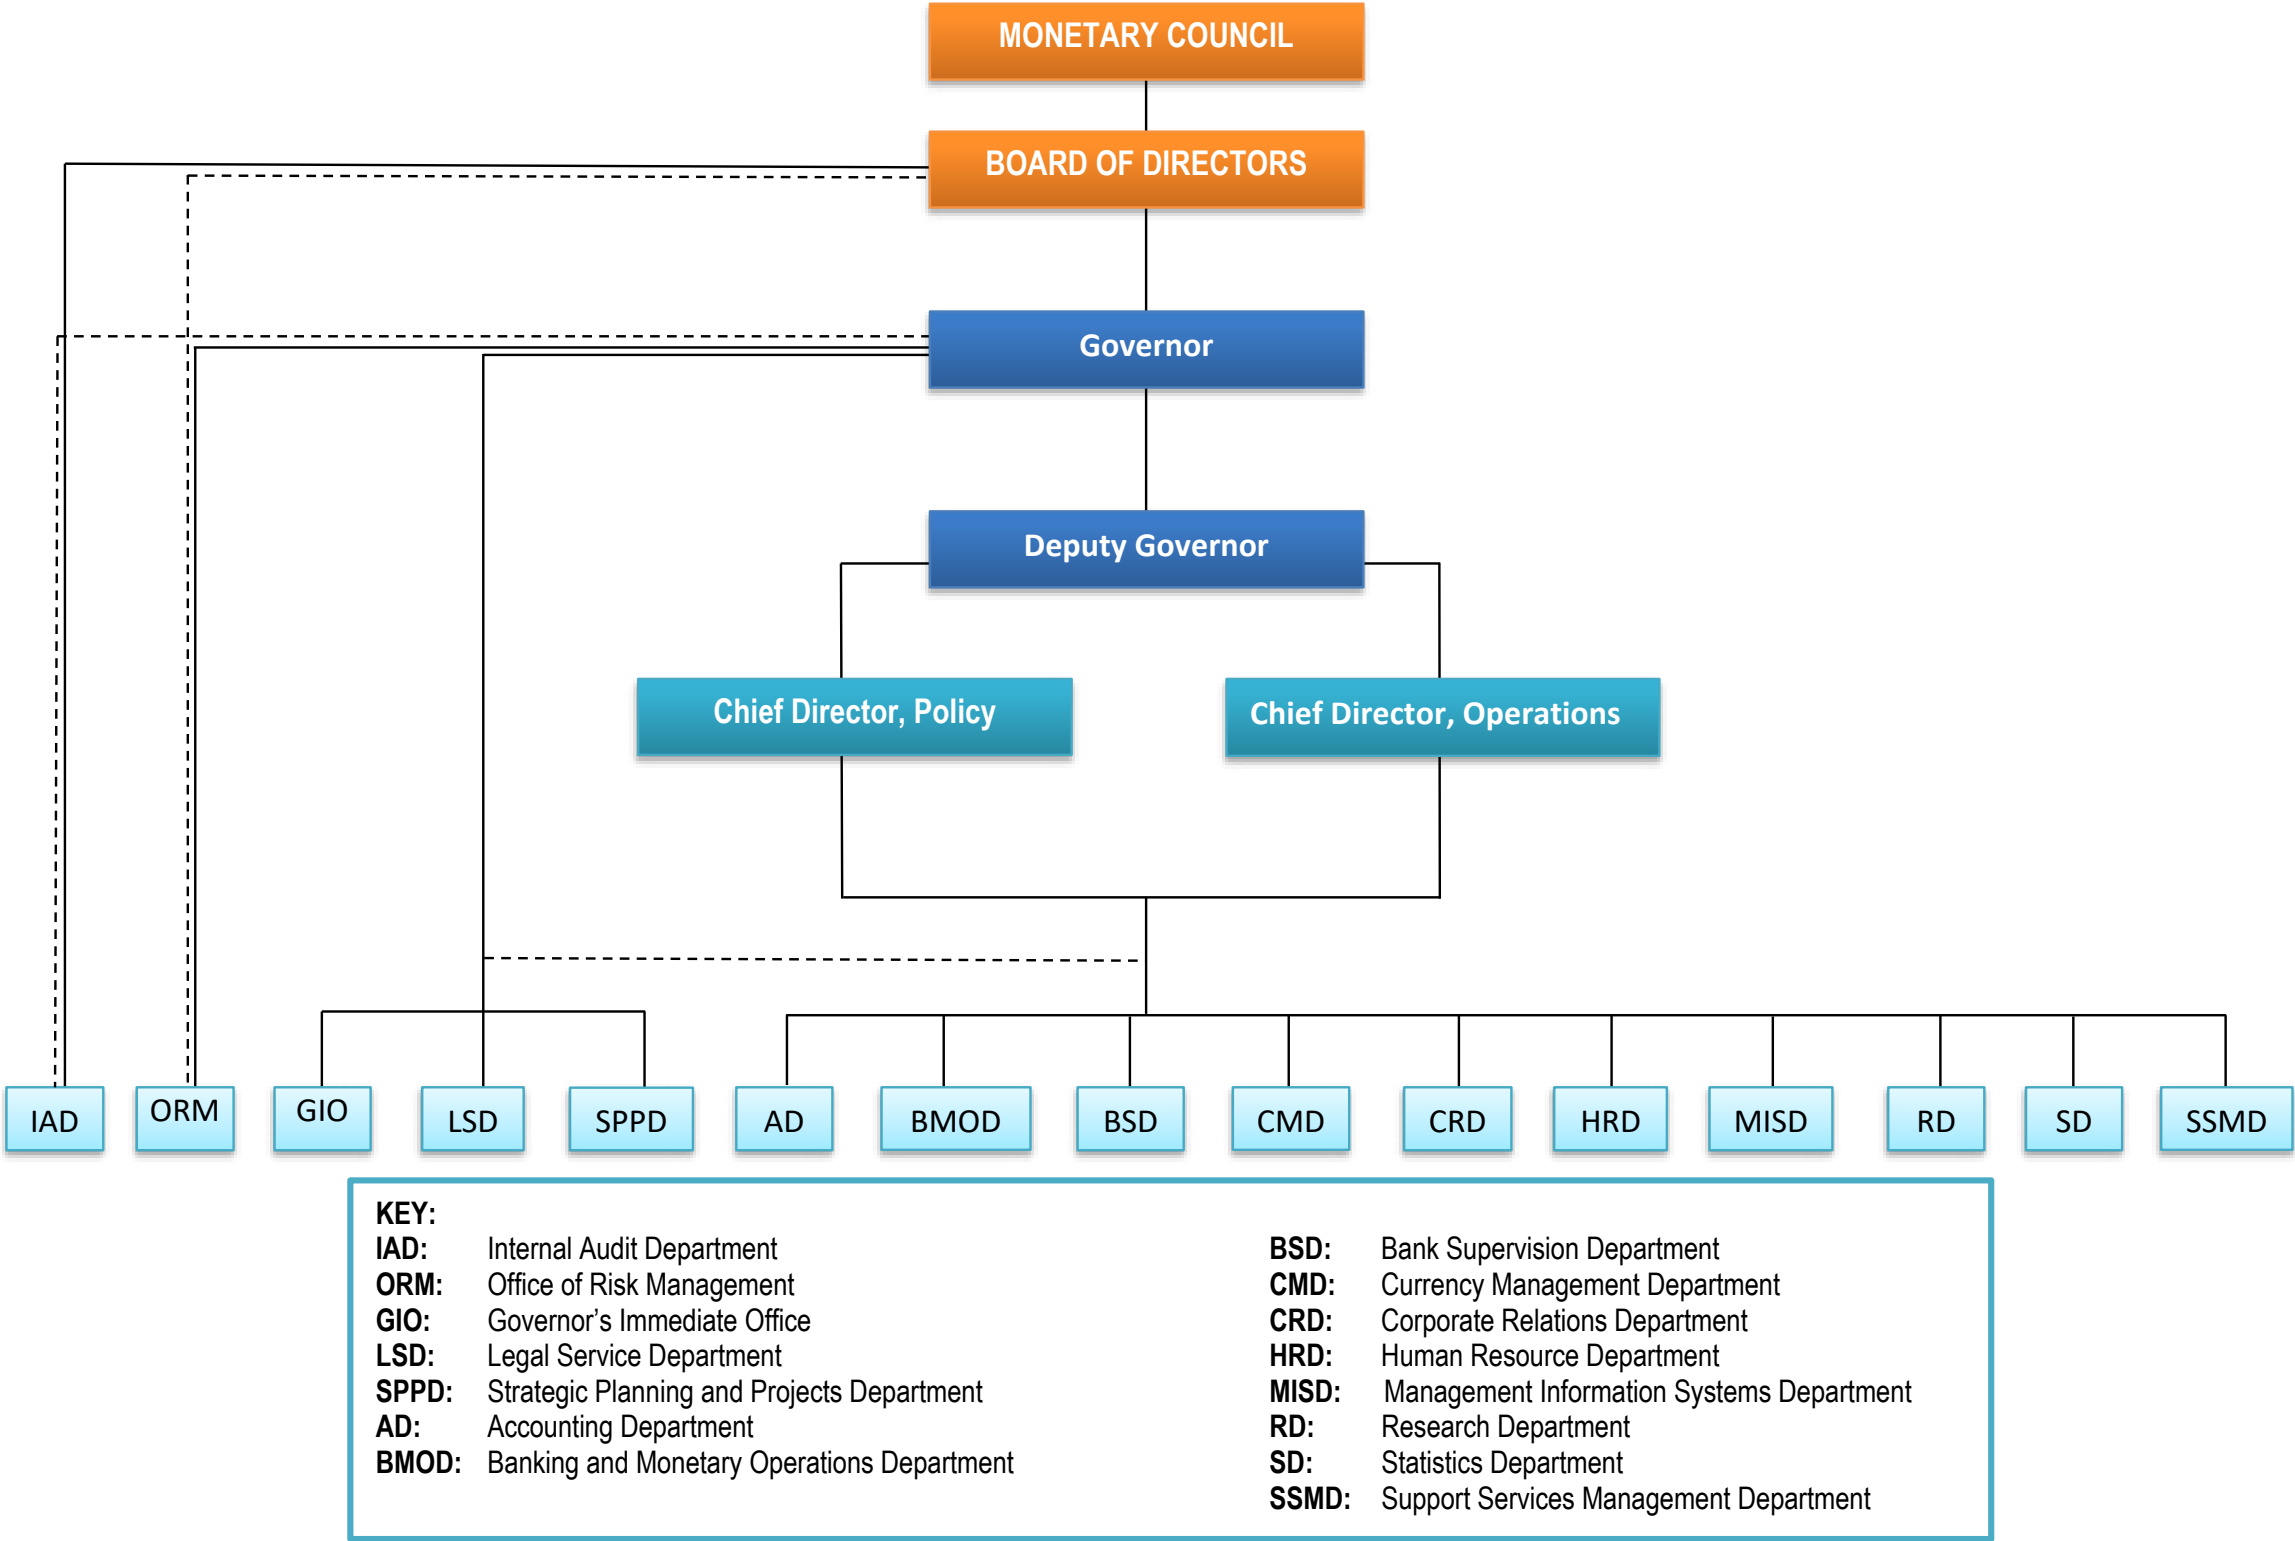 MONETARY COUNCIL
BOARD OF DIRECTORS
Governor
Deputy Governor
Chief Director, Policy
Chief Director, Operations
IAD
ORM
GIO
LSD
SPPD
AD
BMOD
BSD
CMD
CRD
HRD
MISD
RD
SD
SSMD
KEY:
IAD: Internal Audit Department
ORM: Office of Risk Management
GIO: Governor’s Immediate Office
LSD: Legal Service Department
SPPD: Strategic Planning and Projects Department
AD: Accounting Department
BMOD: Banking and Monetary Operations Department
BSD: Bank Supervision Department
CMD: Currency Management Department
CRD: Corporate Relations Department
HRD: Human Resource Department
MISD: Management Information Systems Department
RD: Research Department
SD: Statistics Department
SSMD: Support Services Management Department